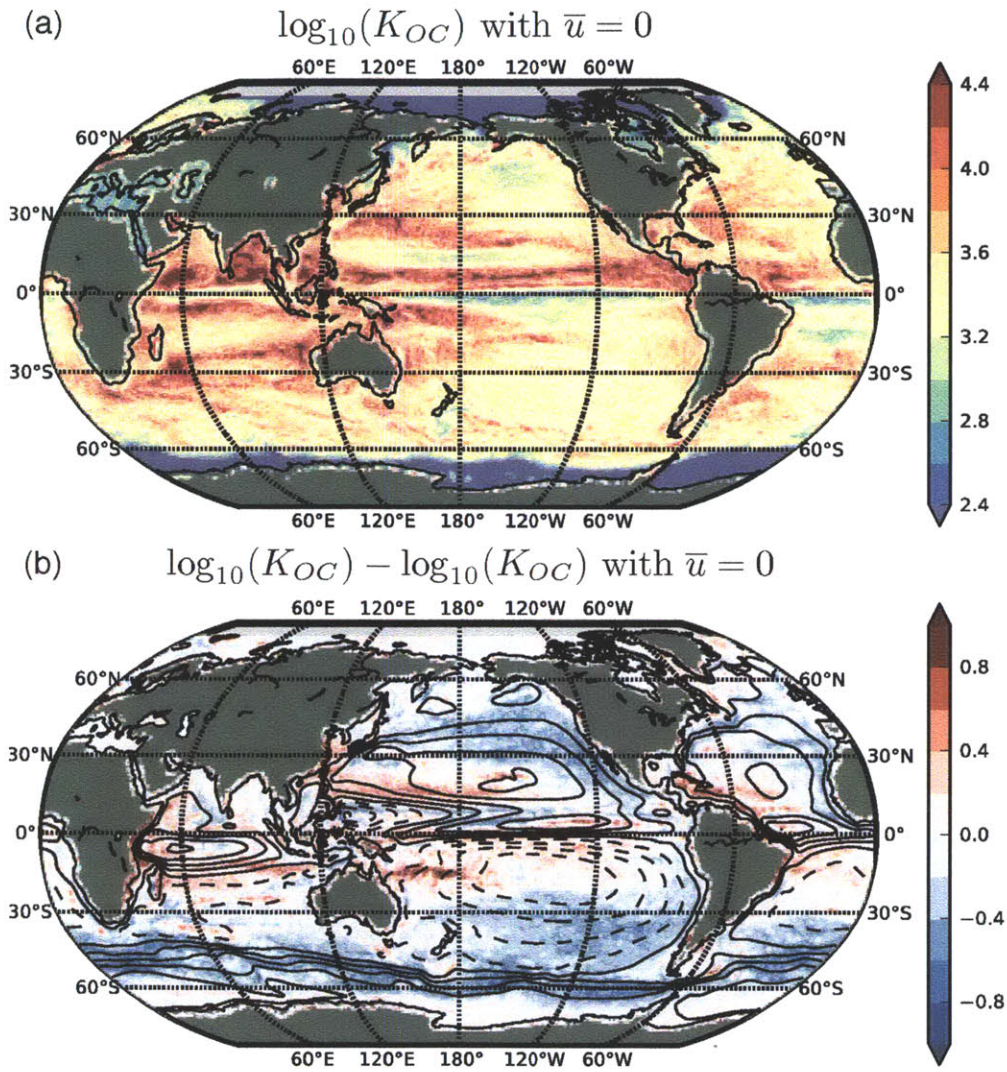 (a) log₁₀(K_OC) with u̅ = 0
60°E 120°E 180° 120°W 60°W
4.4
60°N 60°N
4.0
30°N 30°N
3.6
0° 0°
3.2
30°S 30°S
2.8
60°S 60°S
2.4
60°E 120°E 180° 120°W 60°W
(b) log₁₀(K_OC) − log₁₀(K_OC) with u̅ = 0
60°E 120°E 180° 120°W 60°W
0.8
60°N 60°N
0.4
30°N 30°N
0° 0°
0.0
30°S 30°S
−0.4
60°S 60°S
−0.8
60°E 120°E 180° 120°W 60°W